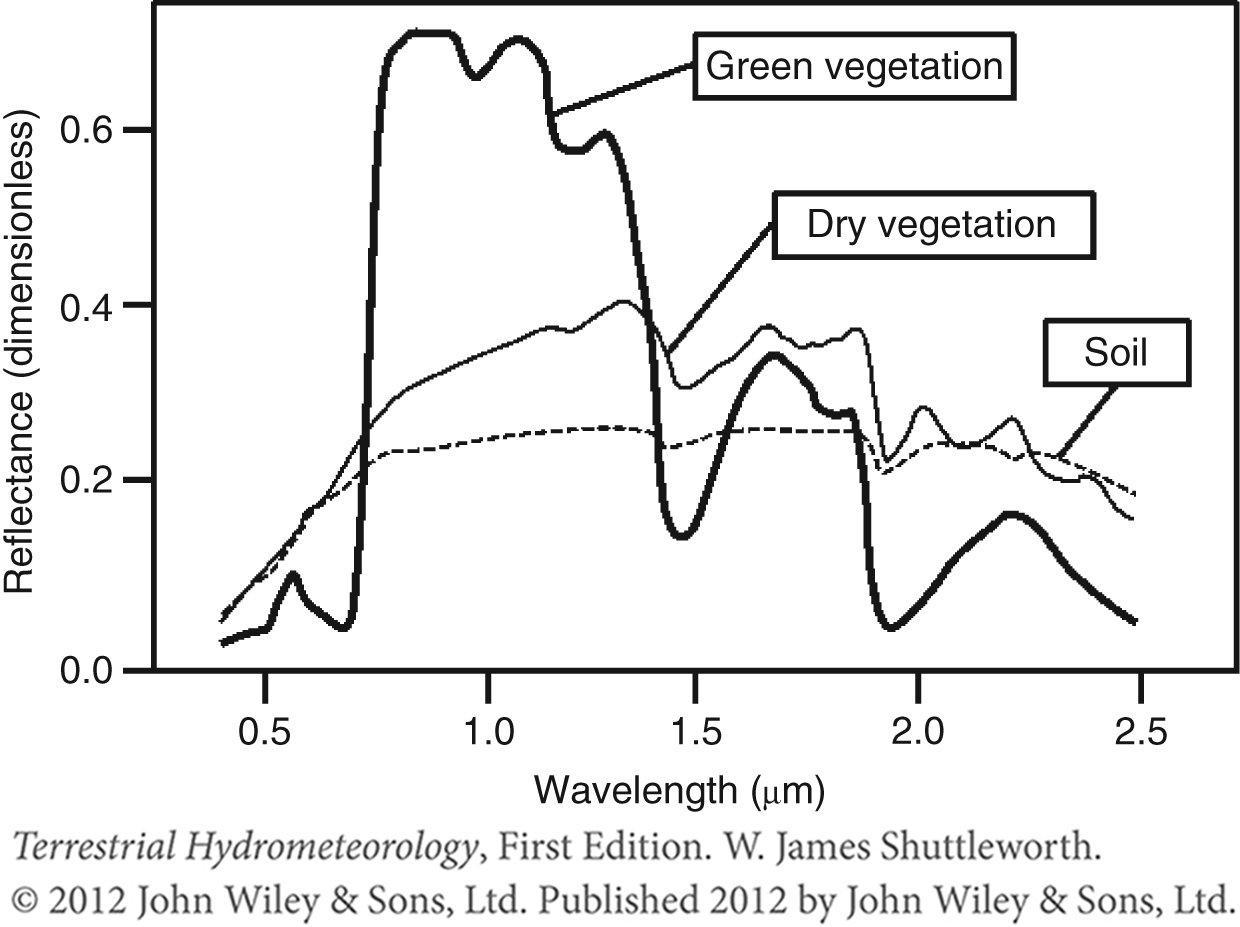 Green vegetation
0.6
Dry vegetation
0.4
Soil
0.2
0.0
Reflectance (dimensionless)
0.5 1.0 1.5 2.0 2.5
Wavelength (μm)
Terrestrial Hydrometeorology, First Edition. W. James Shuttleworth.
© 2012 John Wiley & Sons, Ltd. Published 2012 by John Wiley & Sons, Ltd.